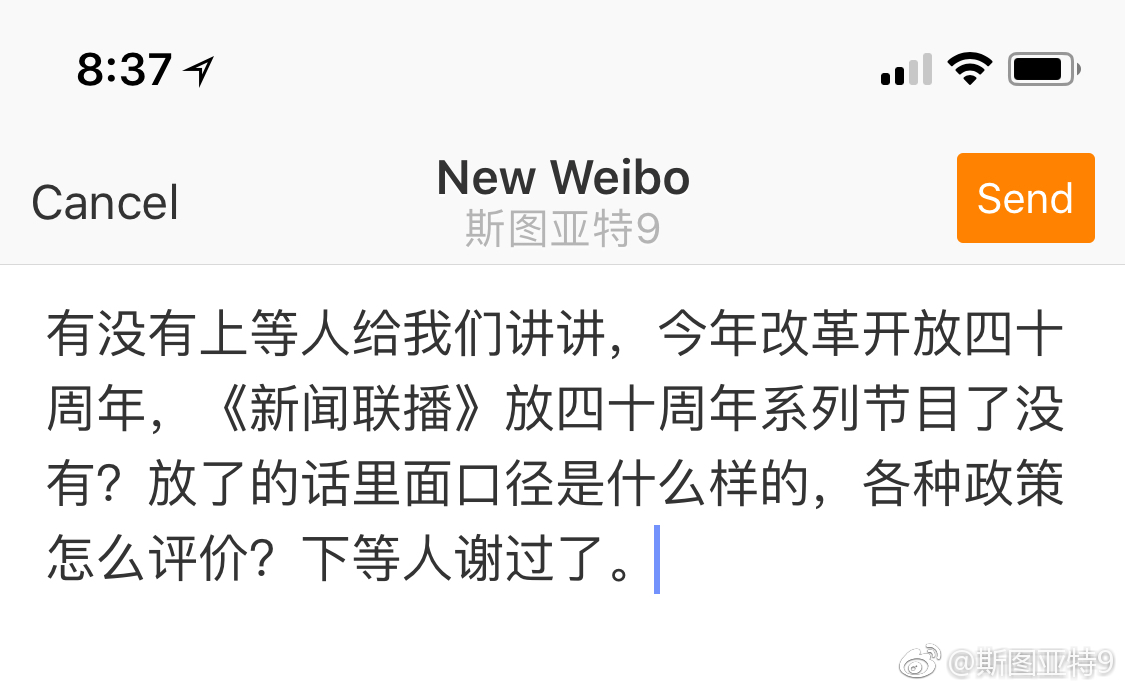 8:37
Cancel
New Weibo
斯图亚特9
Send
有没有上等人给我们讲讲，今年改革开放四十
周年，《新闻联播》放四十周年系列节目了没
有？放了的话里面口径是什么样的，各种政策
怎么评价？下等人谢过了。
@斯图亚特9